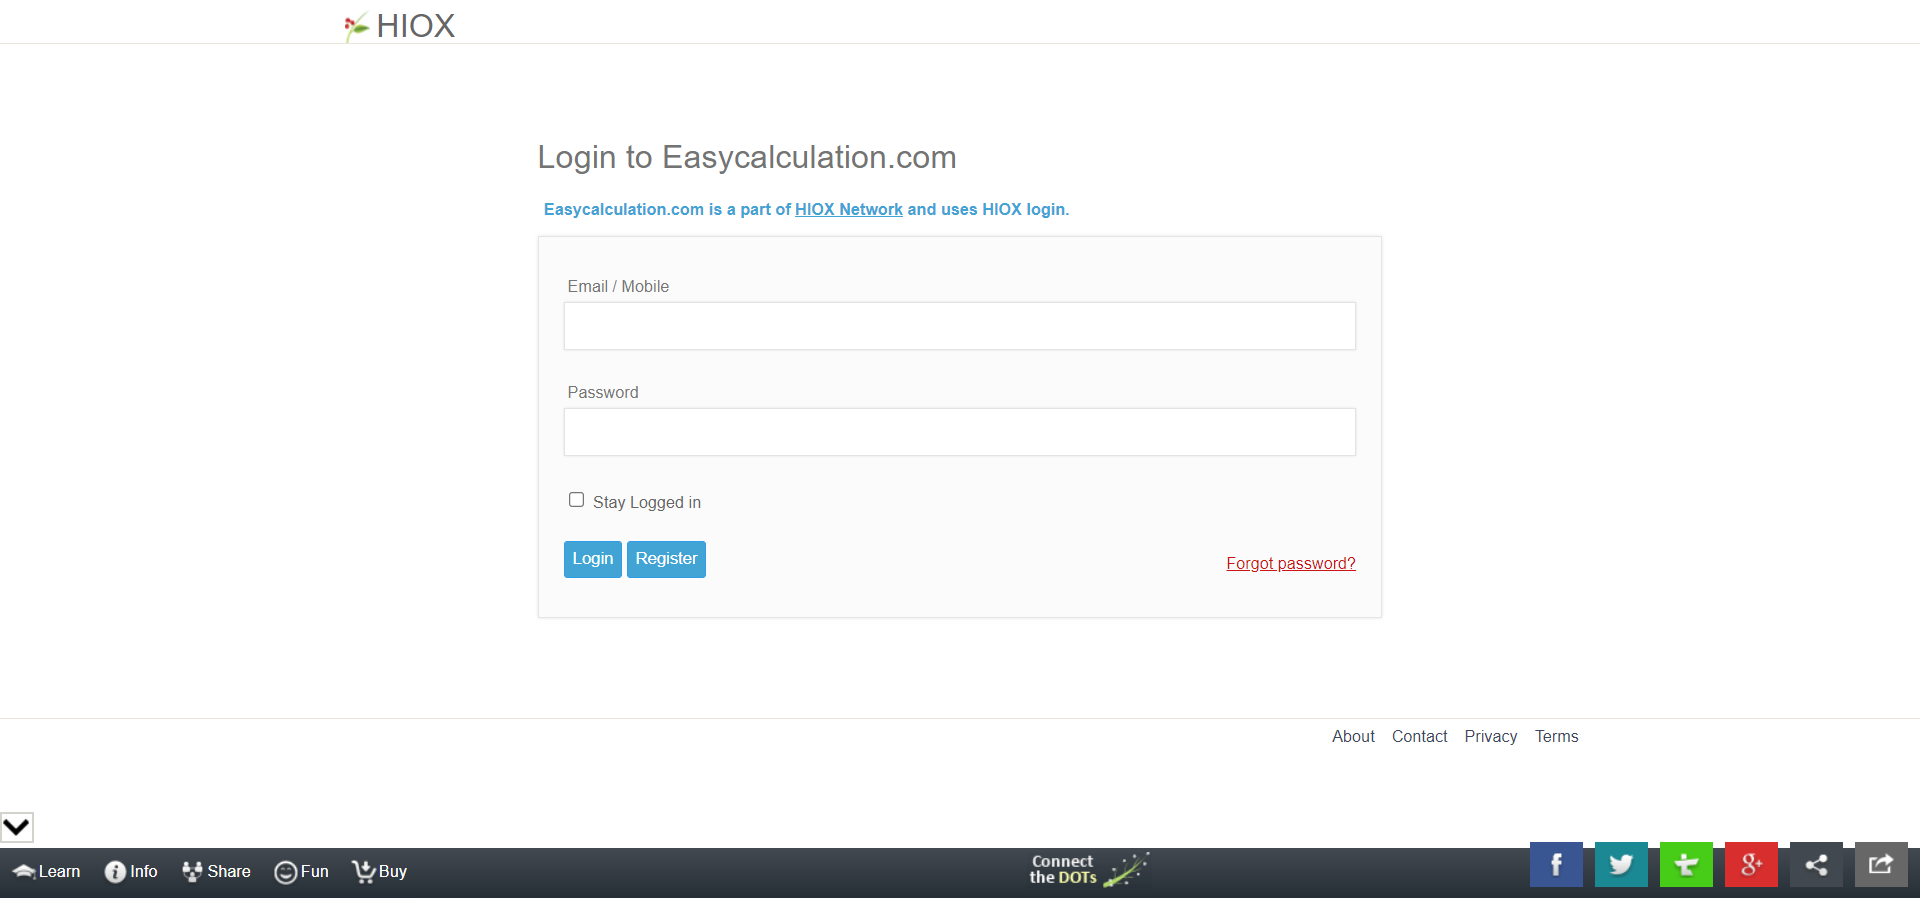 HIOX
Login to Easycalculation.com
Easycalculation.com is a part of HIOX Network and uses HIOX login.
Email / Mobile
Password
Stay Logged in
Login Register
Forgot password?
About Contact Privacy Terms
Learn Info Share Fun Buy
Connect
the DOTs